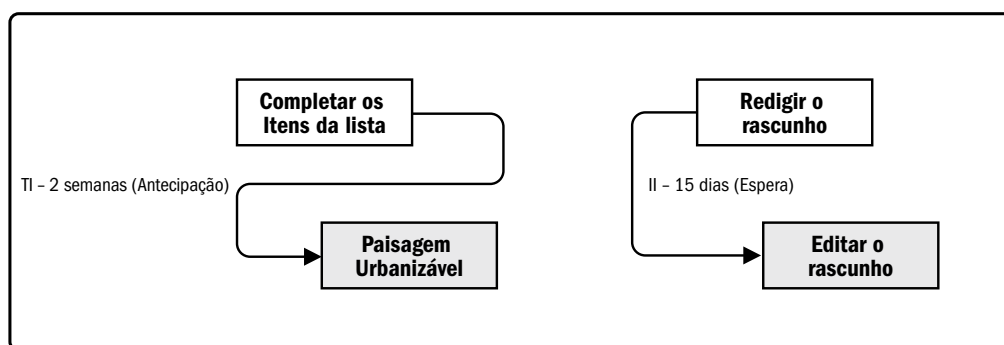 Completar os
Itens da lista
Redigir o
rascunho
TI – 2 semanas (Antecipação)
II – 15 dias (Espera)
Paisagem
Urbanizável
Editar o
rascunho